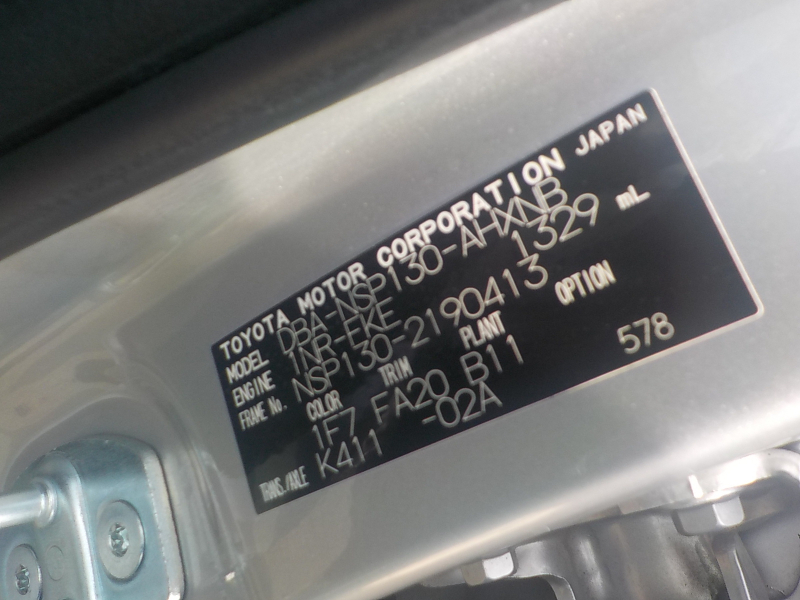 TOYOTA MOTOR CORPORATION JAPAN
MODEL DBA-NSP130-AHXNB
ENGINE 1NR-FKE 1329 mL
FRAME No. NSP130-2190413
COLOR TRIM PLANT OPTION
1F7 FA20 B11 578
TRANS./AXLE K411 -02A